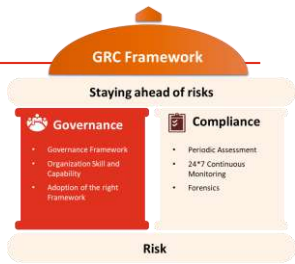 GRC Framework
Staying ahead of risks
Governance
• Governance Framework
• Organization Skill and
Capability
• Adoption of the right
Framework
Compliance
• Periodic Assessment
• 24*7 Continuous
Monitoring
• Forensics
Risk